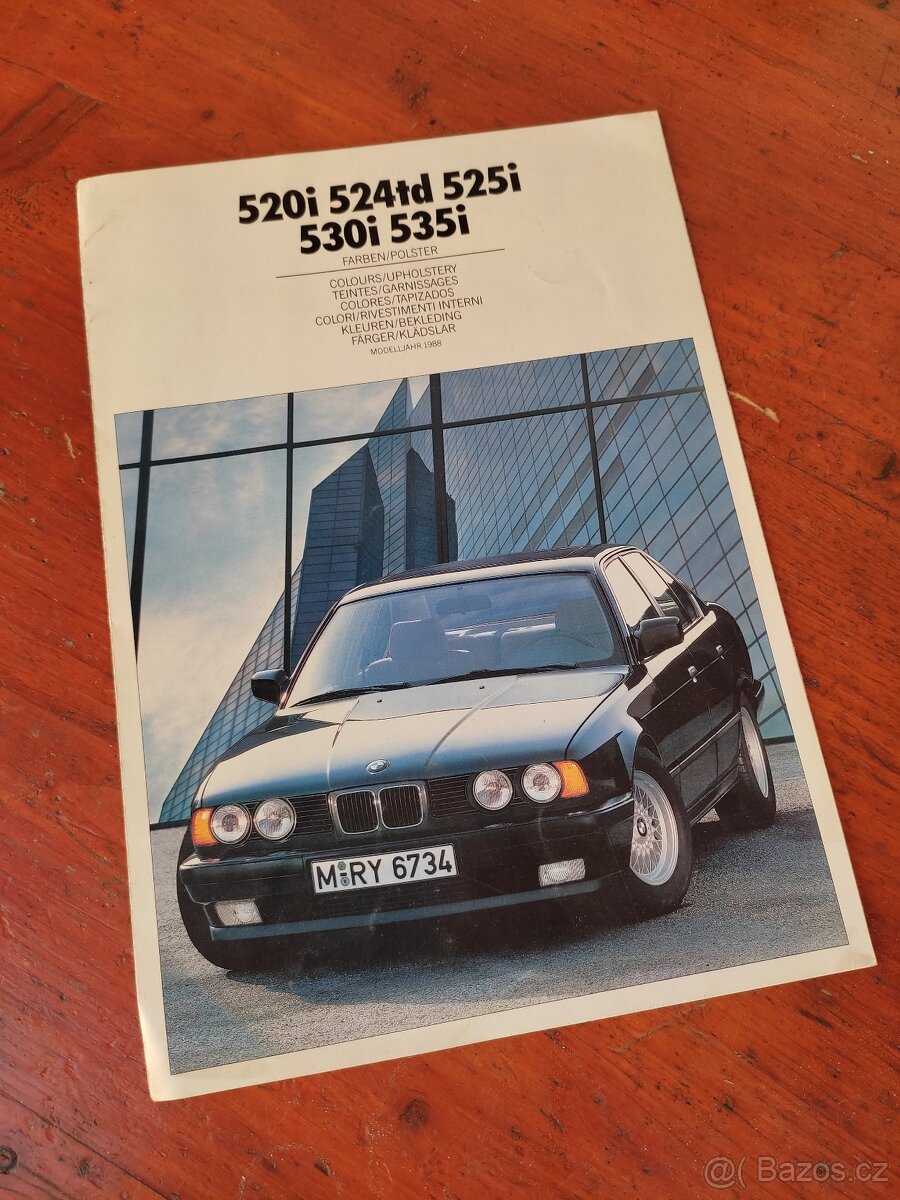 520i 524td 525i
530i 535i
FARBEN/POLSTER
COLOURS/UPHOLSTERY
TEINTES/GARNISSAGES
COLORES/TAPIZADOS
COLORI/RIVESTIMENTI INTERNI
KLEUREN/BEKLEDING
FÄRGER/KLÄDSLAR
MODELLJAHR 1988
M-RY 6734
@( Bazos.cz